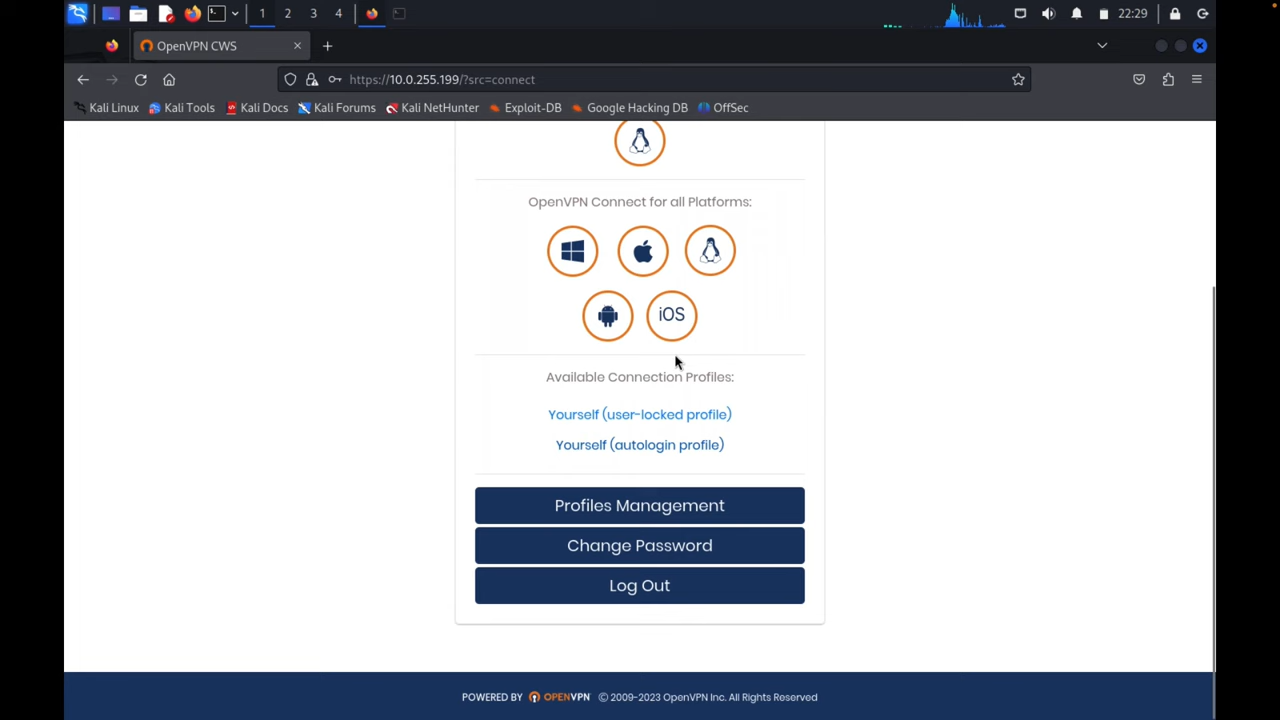 1 2 3 4 22:29
OpenVPN CWS
https://10.0.255.199/?src=connect
Kali Linux Kali Tools Kali Docs Kali Forums Kali NetHunter Exploit-DB Google Hacking DB OffSec
OpenVPN Connect for all Platforms:
iOS
Available Connection Profiles:
Yourself (user-locked profile)
Yourself (autologin profile)
Profiles Management
Change Password
Log Out
POWERED BY OPENVPN © 2009-2023 OpenVPN Inc. All Rights Reserved